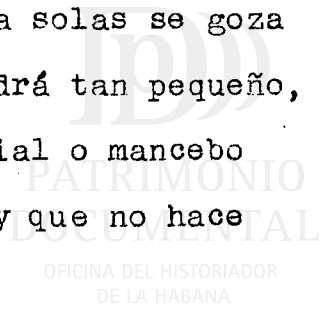 a solas se goza
drá tan pequeño,
ial o mancebo
y que no hace
PATRIMONIO
DOCUMENTAL
OFICINA DEL HISTORIADOR
DE LA HABANA